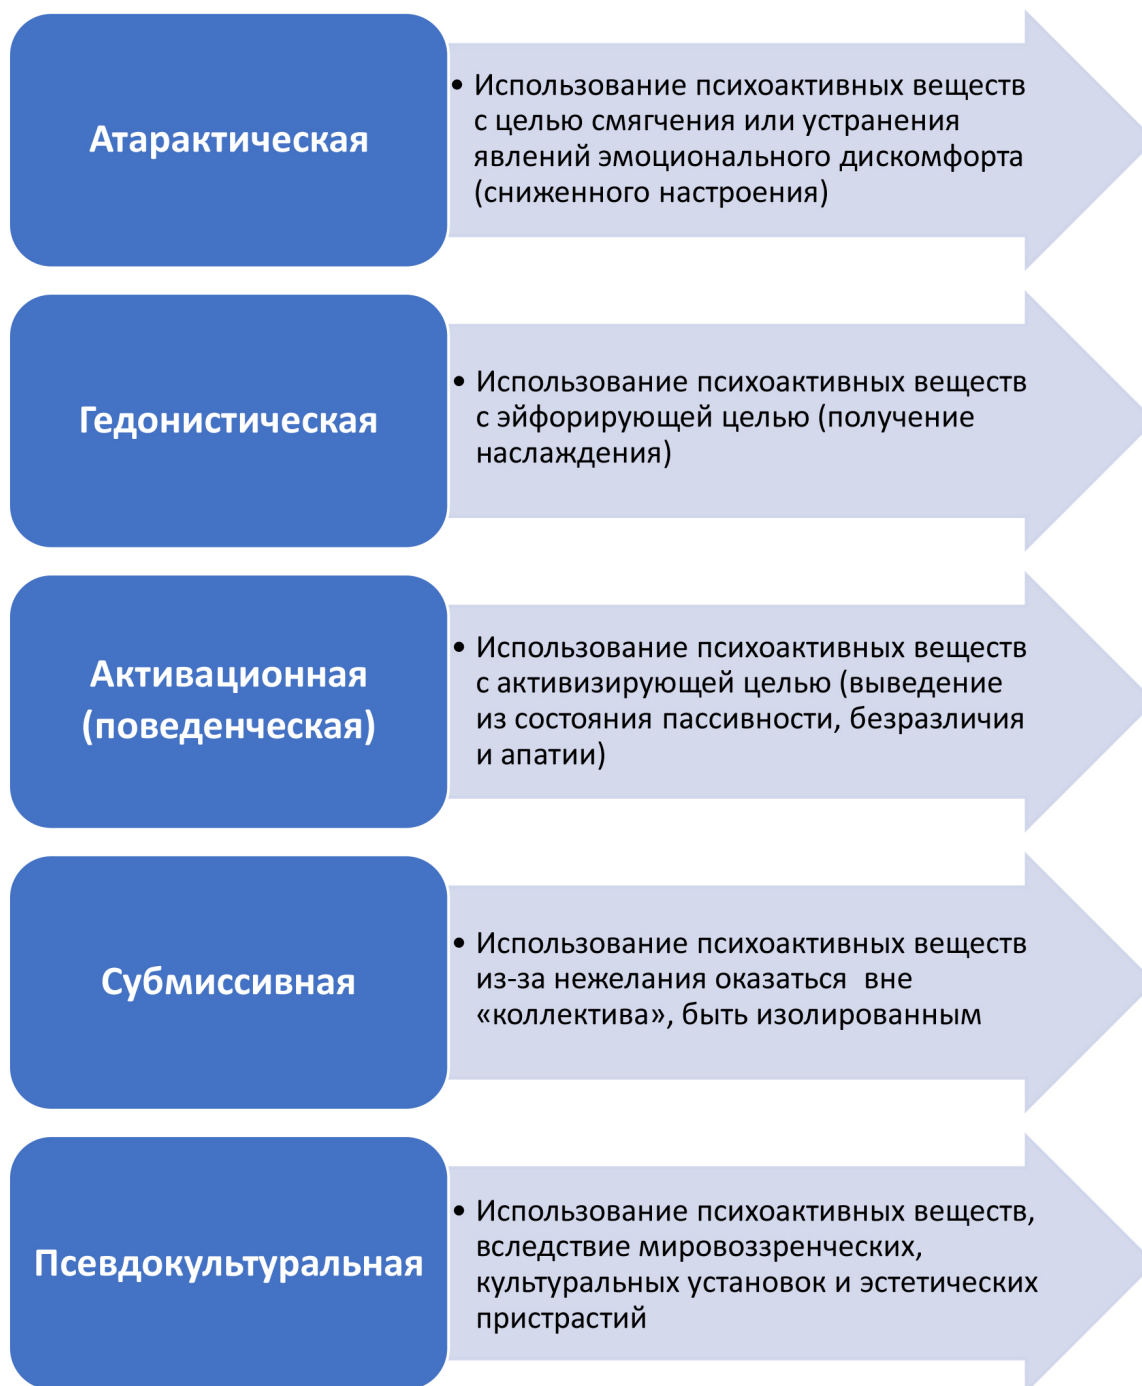 Атарактическая
• Использование психоактивных веществ
с целью смягчения или устранения
явлений эмоционального дискомфорта
(сниженного настроения)
Гедонистическая
• Использование психоактивных веществ
с эйфорирующей целью (получение
наслаждения)
Активационная
(поведенческая)
• Использование психоактивных веществ
с активизирующей целью (выведение
из состояния пассивности, безразличия
и апатии)
Субмиссивная
• Использование психоактивных веществ
из-за нежелания оказаться  вне
«коллектива», быть изолированным
Псевдокультуральная
• Использование психоактивных веществ,
вследствие мировоззренческих,
культуральных установок и эстетических
пристрастий